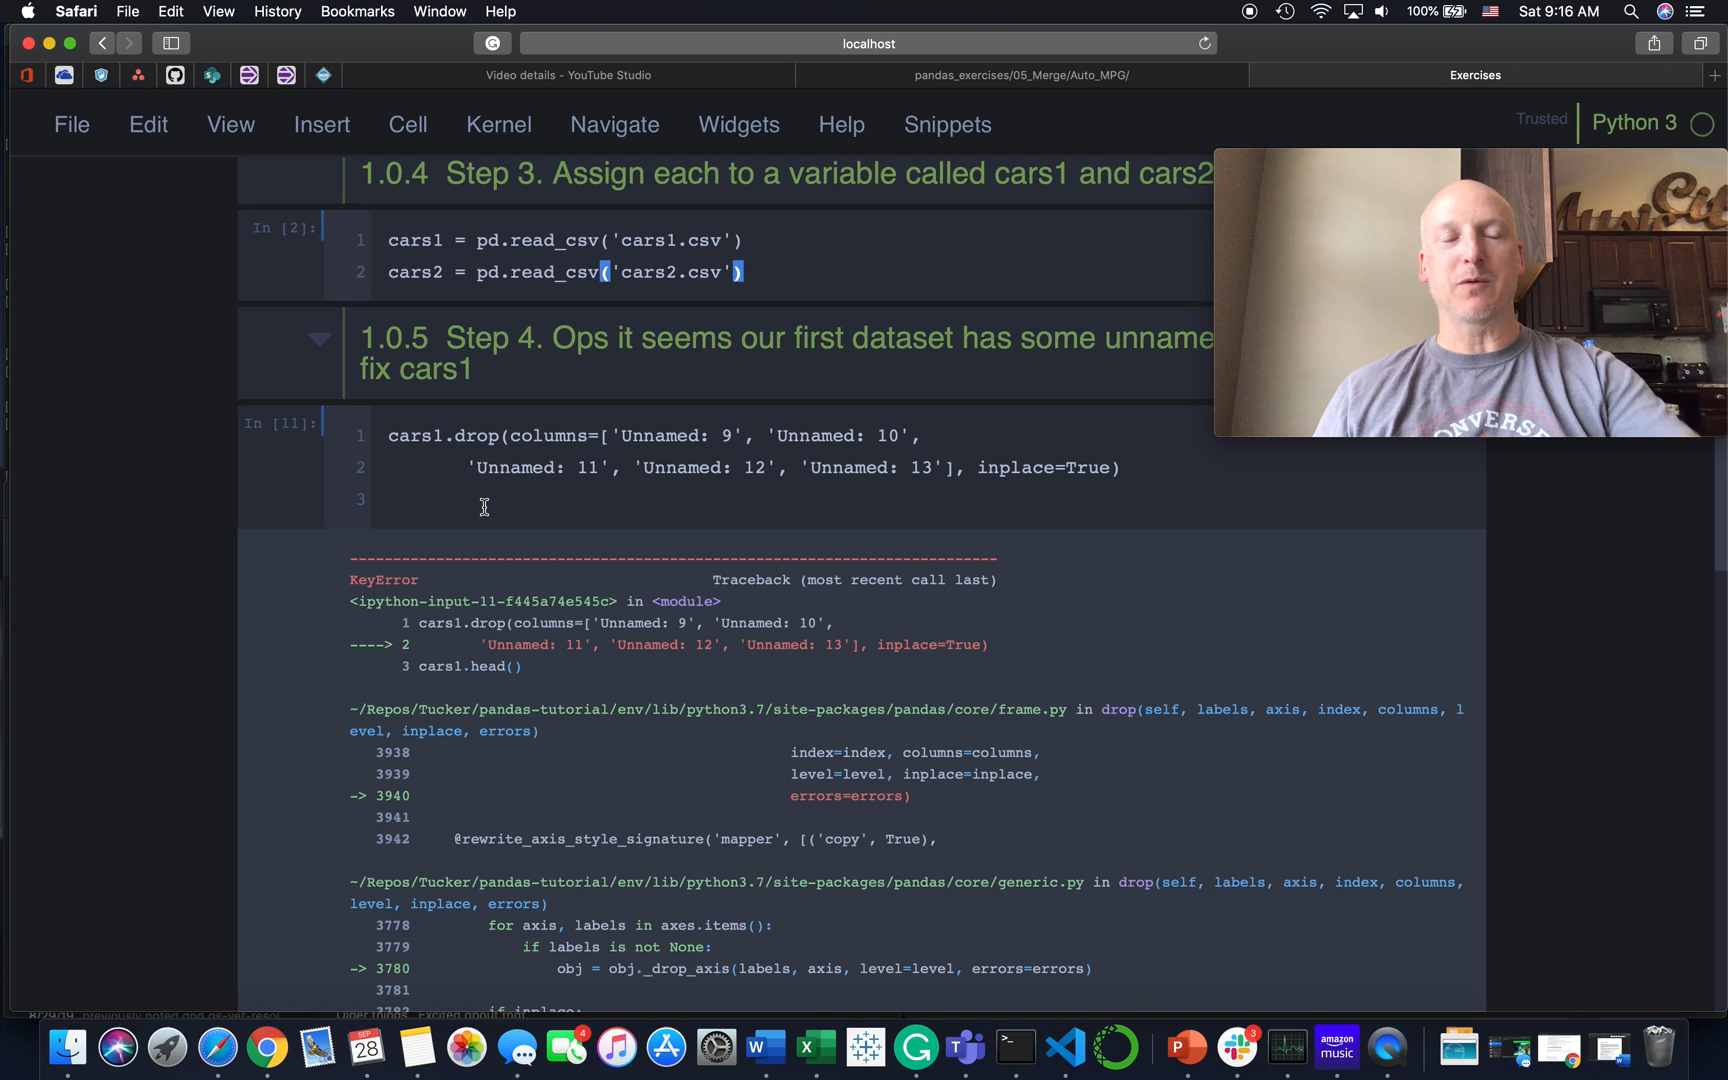 Safari File Edit View History Bookmarks Window Help
100% Sat 9:16 AM
localhost
Video details - YouTube Studio
pandas_exercises/05_Merge/Auto_MPG/
Exercises
File Edit View Insert Cell Kernel Navigate Widgets Help Snippets
Trusted Python 3
1.0.4 Step 3. Assign each to a variable called cars1 and cars2
In [2]:
1 cars1 = pd.read_csv('cars1.csv')
2 cars2 = pd.read_csv('cars2.csv')
1.0.5 Step 4. Ops it seems our first dataset has some unname
fix cars1
CONVERSE
In [11]:
1 cars1.drop(columns=['Unnamed: 9', 'Unnamed: 10',
2 'Unnamed: 11', 'Unnamed: 12', 'Unnamed: 13'], inplace=True)
3
KeyError Traceback (most recent call last)
<ipython-input-11-f445a74e545c> in <module>
1 cars1.drop(columns=['Unnamed: 9', 'Unnamed: 10',
----> 2 'Unnamed: 11', 'Unnamed: 12', 'Unnamed: 13'], inplace=True)
3 cars1.head()
~/Repos/Tucker/pandas-tutorial/env/lib/python3.7/site-packages/pandas/core/frame.py in drop(self, labels, axis, index, columns, l
evel, inplace, errors)
3938 index=index, columns=columns,
3939 level=level, inplace=inplace,
-> 3940 errors=errors)
3941
3942 @rewrite_axis_style_signature('mapper', [('copy', True),
~/Repos/Tucker/pandas-tutorial/env/lib/python3.7/site-packages/pandas/core/generic.py in drop(self, labels, axis, index, columns,
level, inplace, errors)
3778 for axis, labels in axes.items():
3779 if labels is not None:
-> 3780 obj = obj._drop_axis(labels, axis, level=level, errors=errors)
3781
3782 if inplace:
SEP
28
4
3
amazon
music